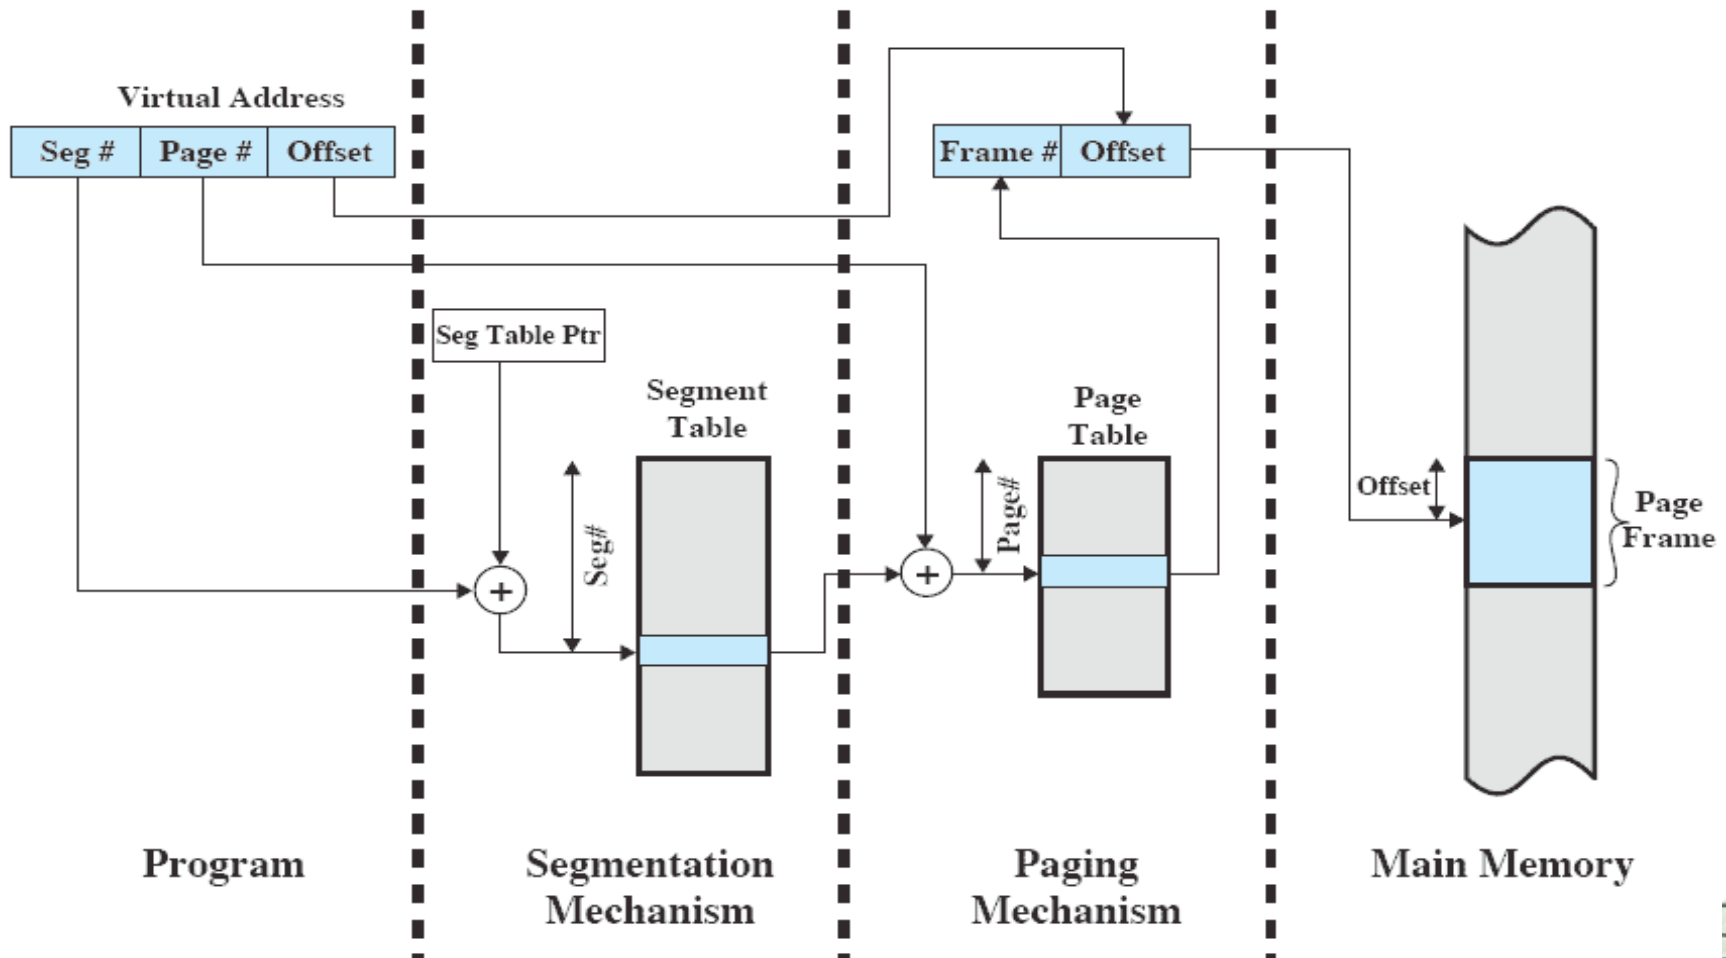 Virtual Address
Seg #
Page #
Offset
Frame #
Offset
Seg Table Ptr
Segment
Table
Seg#
+
Page
Table
Page#
+
Offset
Page
Frame
Program
Segmentation
Mechanism
Paging
Mechanism
Main Memory